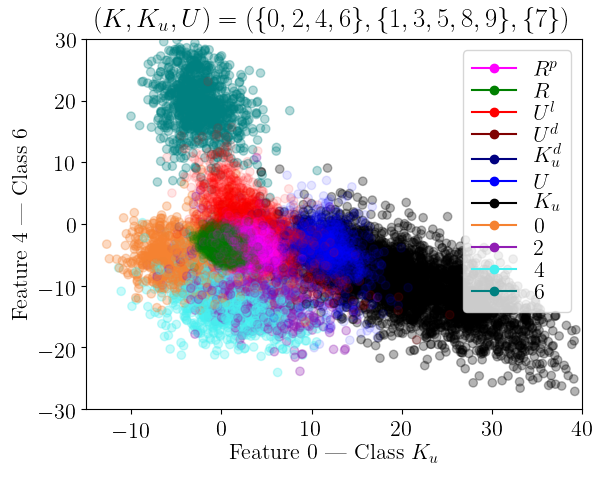 (K, K_u, U) = ({0, 2, 4, 6}, {1, 3, 5, 8, 9}, {7})
30
20
10
0
−10
−20
−30
Feature 4 — Class 6
R^p
R
U^l
U^d
K_u^d
U
K_u
0
2
4
6
−10
0
10
20
30
40
Feature 0 — Class K_u